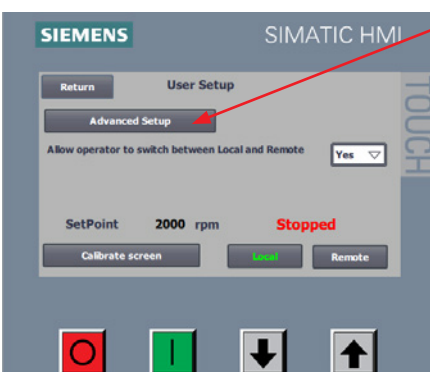 SIEMENS SIMATIC HMI
TOUCH
Return User Setup
Advanced Setup
Allow operator to switch between Local and Remote Yes
SetPoint 2000 rpm Stopped
Calibrate screen Local Remote